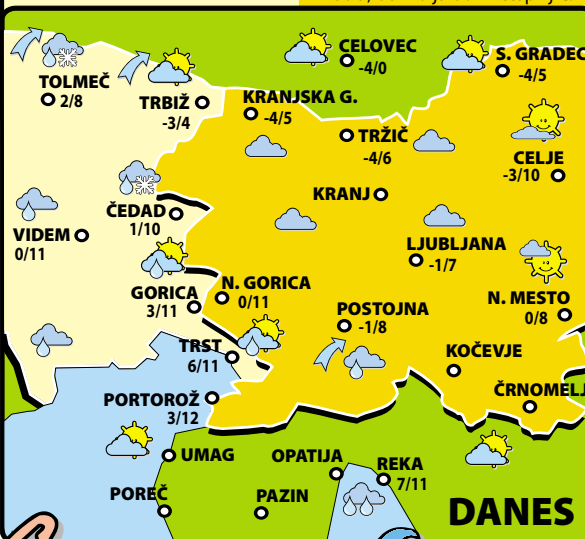 CELOVEC
-4/0
S. GRADEC
-4/5
TOLMEČ
2/8
TRBIŽ
-3/4
KRANJSKA G.
-4/5
TRŽIČ
-4/6
CELJE
-3/10
KRANJ
ČEDAD
1/10
VIDEM
0/11
LJUBLJANA
-1/7
GORICA
3/11
N. GORICA
0/11
POSTOJNA
-1/8
N. MESTO
0/8
TRST
6/11
KOČEVJE
PORTOROŽ
3/12
ČRNOMELJ
UMAG
OPATIJA
REKA
7/11
POREČ
PAZIN
DANES